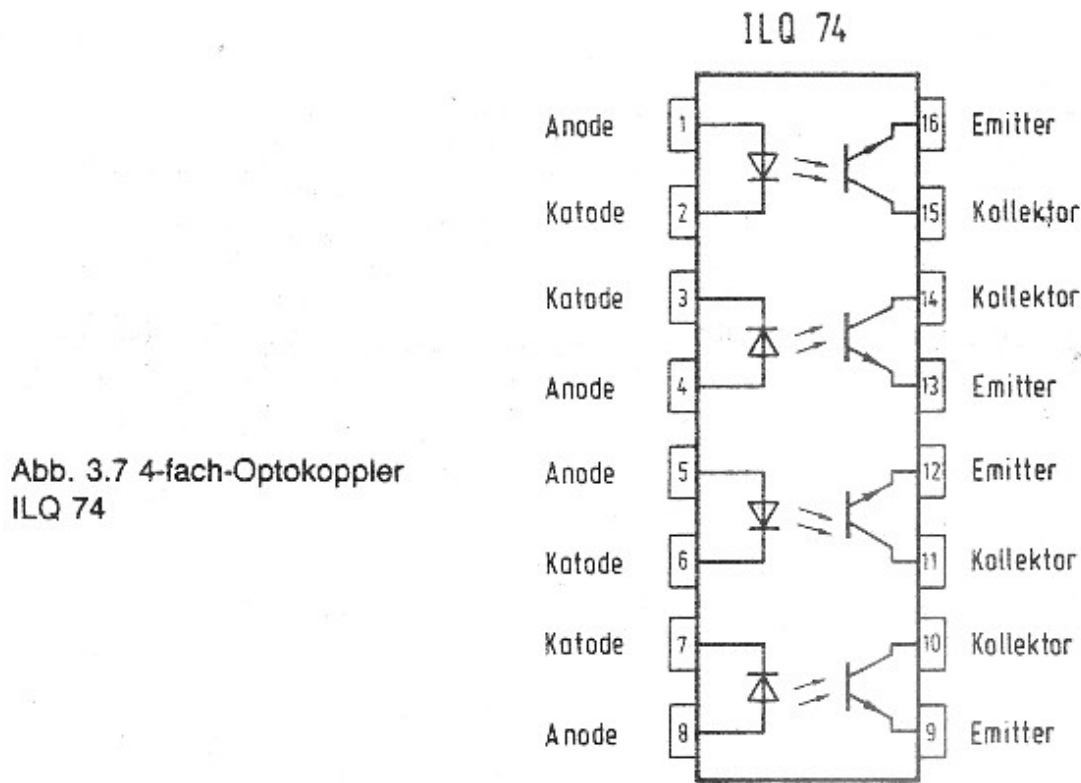 ILQ 74
Anode 1 16 Emitter
Katode 2 15 Kollektor
Katode 3 14 Kollektor
Anode 4 13 Emitter
Anode 5 12 Emitter
Katode 6 11 Kollektor
Katode 7 10 Kollektor
Anode 8 9 Emitter
Abb. 3.7 4-fach-Optokoppler
ILQ 74